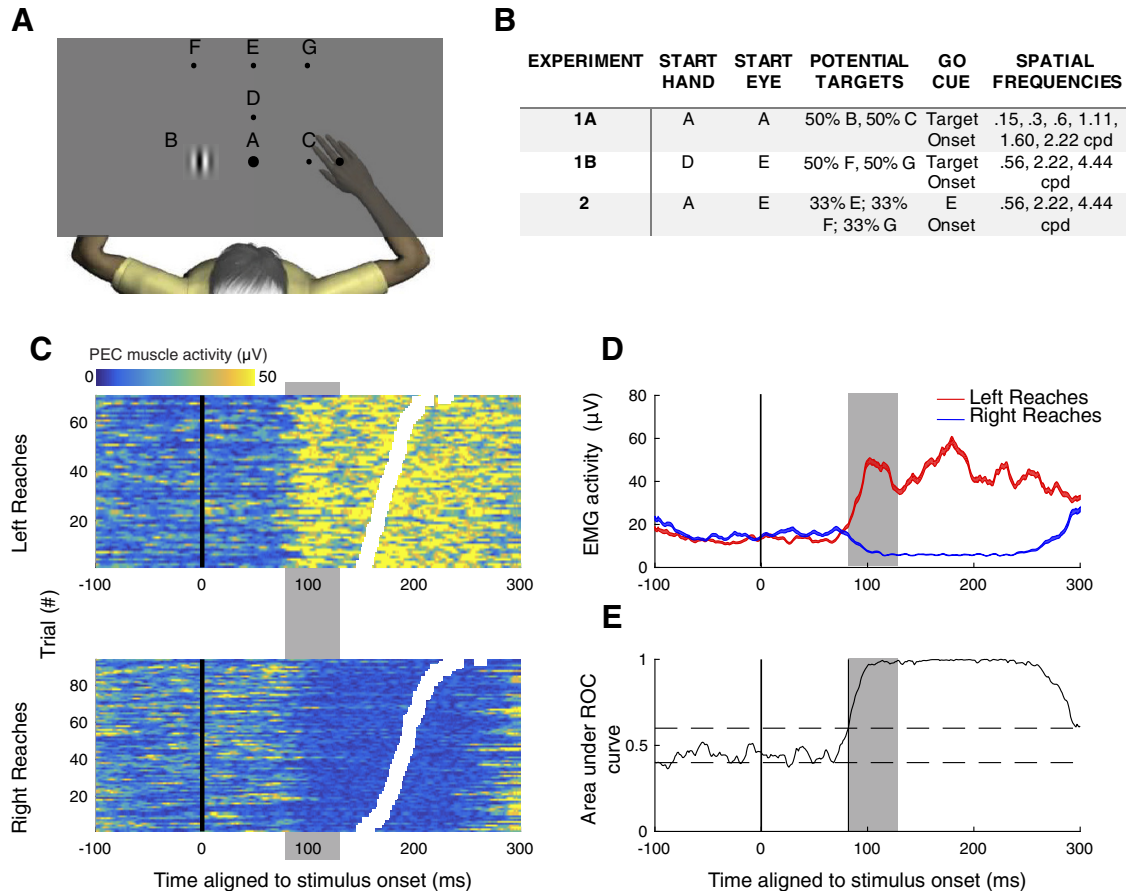 A
F E G
D
B A C
B
EXPERIMENT START HAND START EYE POTENTIAL TARGETS GO CUE SPATIAL FREQUENCIES
1A A A 50% B, 50% C Target Onset .15, .3, .6, 1.11, 1.60, 2.22 cpd
1B D E 50% F, 50% G Target Onset .56, 2.22, 4.44 cpd
2 A E 33% E; 33% F; 33% G E Onset .56, 2.22, 4.44 cpd
C
PEC muscle activity (µV)
0 50
Left Reaches
60
40
20
-100 0 100 200 300
Trial (#)
Right Reaches
80
60
40
20
-100 0 100 200 300
Time aligned to stimulus onset (ms)
D
EMG activity (µV)
80
60
40
20
0
Left Reaches
Right Reaches
-100 0 100 200 300
E
Area under ROC curve
1
0.5
0
-100 0 100 200 300
Time aligned to stimulus onset (ms)